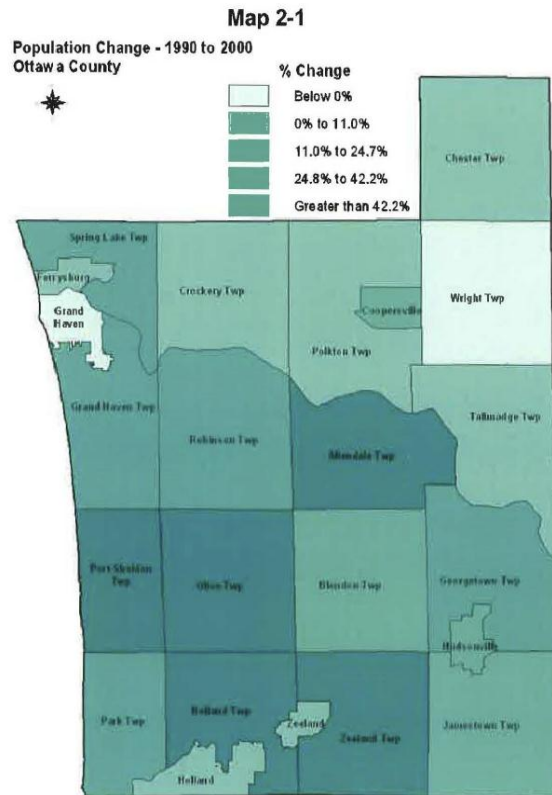 Map 2-1
Population Change - 1990 to 2000
Ottawa County
% Change
Below 0%
0% to 11.0%
11.0% to 24.7%
24.8% to 42.2%
Greater than 42.2%
Chester Twp
Spring Lake Twp
Ferrysburg
Crockery Twp
Coopersville
Wright Twp
Grand
Haven
Polkton Twp
Grand Haven Twp
Tallmadge Twp
Robinson Twp
Allendale Twp
Port Sheldon
Twp
Olive Twp
Blendon Twp
Georgetown Twp
Hudsonville
Park Twp
Holland Twp
Zeeland
Zeeland Twp
Jamestown Twp
Holland